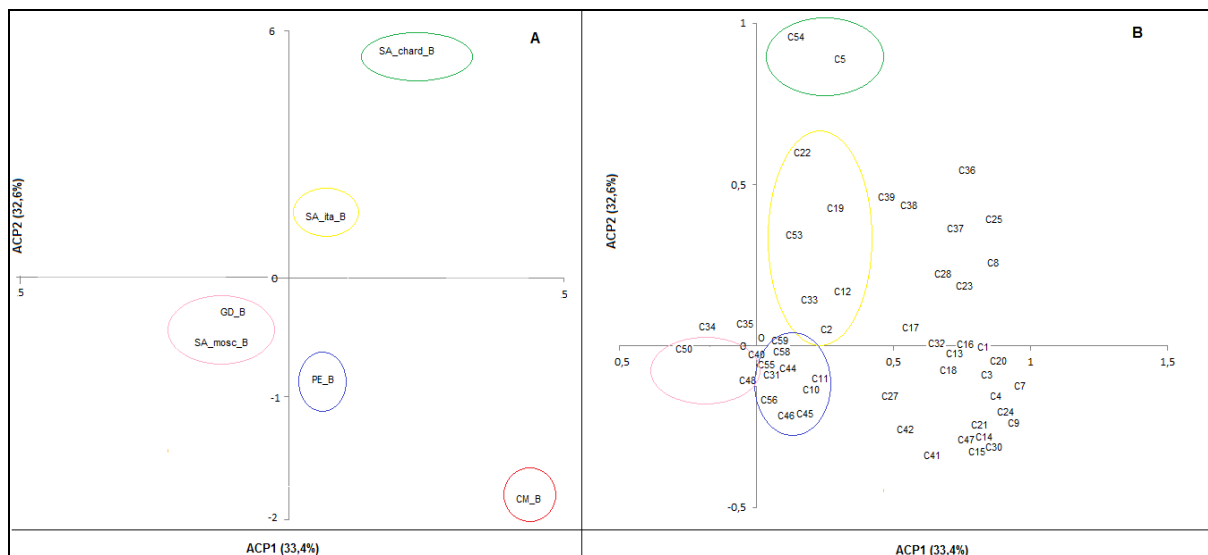 6
SA_chard_B
A
ACP2 (32,6%)
SA_ita_B
0
5
5
GD_B
SA_mosc_B
PE_B
-1
CM_B
-2
ACP1 (33,4%)
1
C54
C5
B
ACP2 (32,6%)
C22
C36
0,5
C39
C38
C19
C25
C53
C37
C8
C28
C23
C33
C12
C34
C35
C2
C17
O
C59
0
0,5
0,5
1
1,5
C50
C40
C58
C32
C16
C1
C13
C55
C44
C20
C31
C18
C3
C48
C11
C10
C7
C56
C27
C4
C46
C45
C24
C42
C21
C9
C47
C14
C41
C15
C30
-0,5
ACP1 (33,4%)